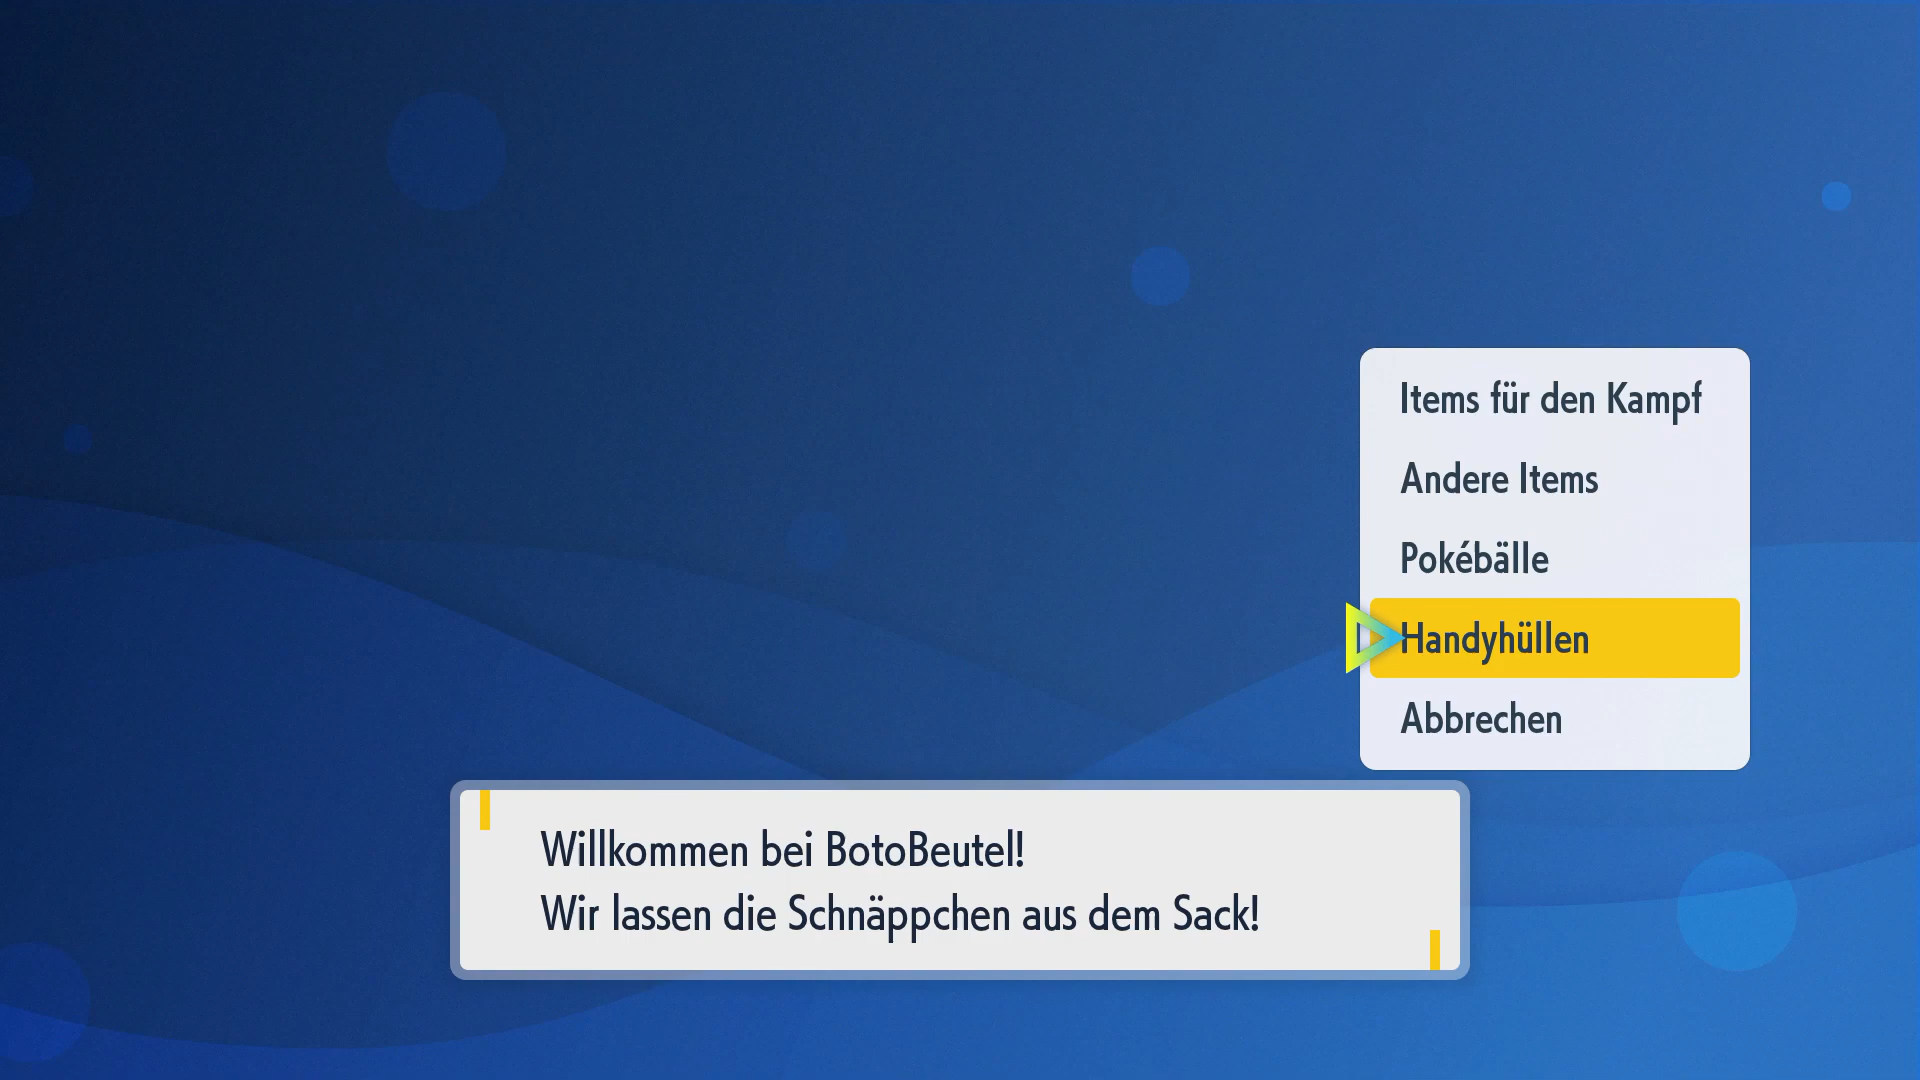 Items für den Kampf
Andere Items
Pokébälle
Handyhüllen
Abbrechen
Willkommen bei BotoBeutel!
Wir lassen die Schnäppchen aus dem Sack!